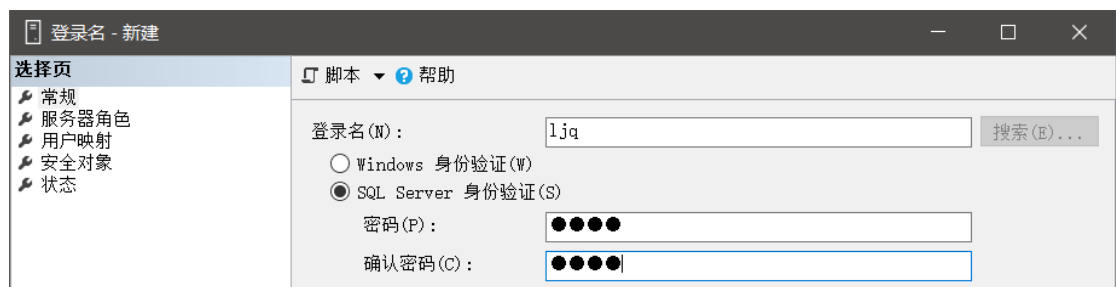 登录名 - 新建
选择页
常规
服务器角色
用户映射
安全对象
状态
脚本 帮助
登录名(N):
ljq
搜索(E)...
Windows 身份验证(W)
SQL Server 身份验证(S)
密码(P):
●●●●
确认密码(C):
●●●●